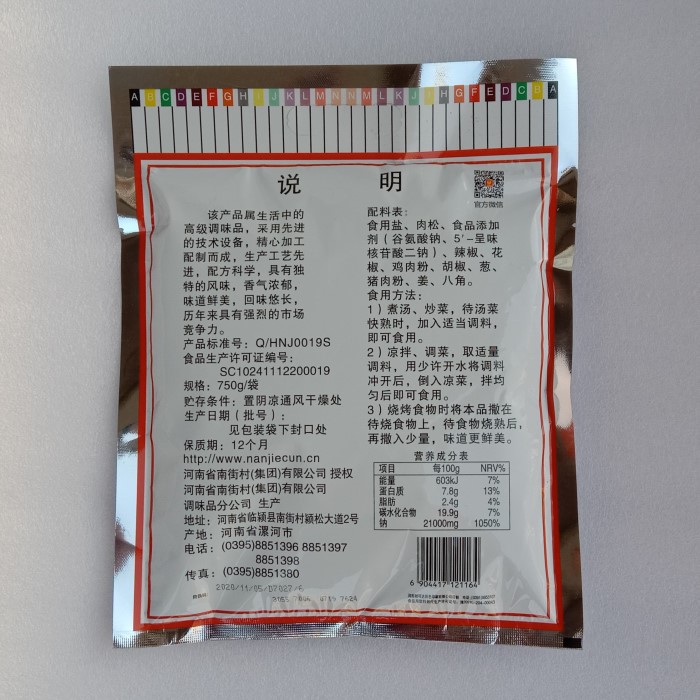 A B C D E F G H I J K L M N N M L K J I H G F E D C B A
说 明
官方微信
该产品属生活中的
高级调味品，采用先进
的技术设备，精心加工
配制而成，生产工艺先
进，配方科学，具有独
特的风味，香气浓郁，
味道鲜美，回味悠长，
历年来具有强烈的市场
竞争力。
产品标准号：Q/HNJ0019S
食品生产许可证编号：
SC10241112200019
规格：750g/袋
贮存条件：置阴凉通风干燥处
生产日期（批号）：
见包装袋下封口处
保质期：12个月
http://www.nanjiecun.cn
河南省南街村(集团)有限公司 授权
河南省南街村(集团)有限公司
调味品分公司 生产
地址：河南省临颍县南街村颍松大道2号
产地：河南省漯河市
电话：(0395)8851396 8851397
8851398
传真：(0395)8851380
2020/11/05/D7027/6
配料表：
食用盐、肉松、食品添加
剂（谷氨酸钠、5′-呈味
核苷酸二钠）、辣椒、花
椒、鸡肉粉、胡椒、葱、
猪肉粉、姜、八角。
食用方法：
1）煮汤、炒菜，待汤菜
快熟时，加入适当调料，
即可食用。
2）凉拌、调菜，取适量
调料，用少许开水将调料
冲开后，倒入凉菜，拌均
匀后即可食用。
3）烧烤食物时将本品撒在
待烧食物上，待食物烧熟后，
再撒入少量，味道更鲜美。
营养成分表
项目 每100g NRV%
能量 603kJ 7%
蛋白质 7.8g 13%
脂肪 2.4g 4%
碳水化合物 19.9g 7%
钠 21000mg 1050%
6 904417 121164